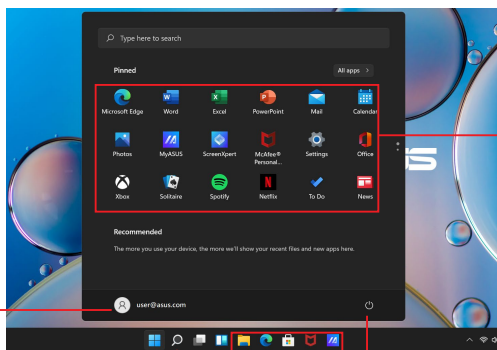 Type here to search
Pinned
All apps >
Microsoft Edge Word Excel PowerPoint Mail Calendar
Photos MyASUS ScreenXpert McAfee® Personal... Settings Office
Xbox Solitaire Spotify Netflix To Do News
Recommended
The more you use your device, the more we'll show your recent files and new apps here.
user@asus.com